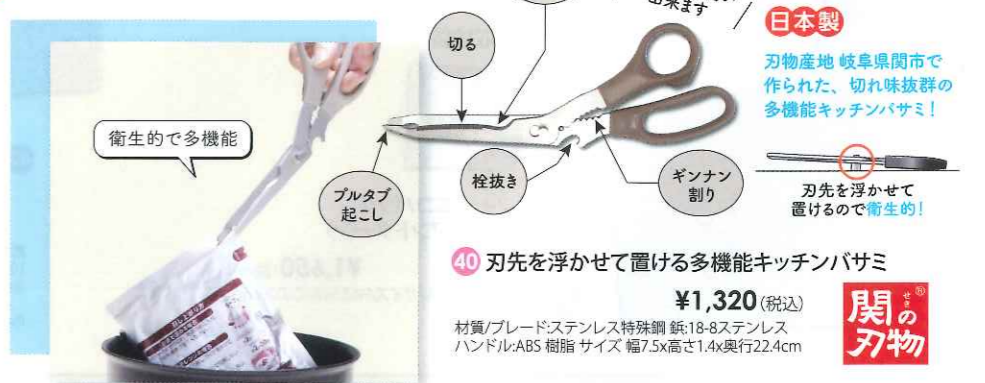 出来ます
日本製
切る
刃物産地 岐阜県関市で
作られた、切れ味抜群の
多機能キッチンバサミ!
衛生的で多機能
プルタブ
起こし
栓抜き
ギンナン
割り
刃先を浮かせて
置けるので衛生的!
40 刃先を浮かせて置ける多機能キッチンバサミ
¥1,320(税込)
材質/ブレード:ステンレス特殊鋼 鋲:18-8ステンレス
ハンドル:ABS 樹脂 サイズ 幅7.5x高さ1.4x奥行22.4cm
関の
せき
刃物
®